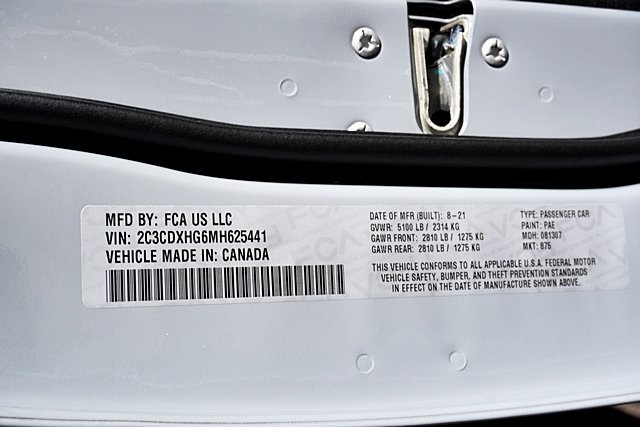 MFD BY: FCA US LLC
VIN: 2C3CDXHG6MH625441
VEHICLE MADE IN: CANADA
DATE OF MFR (BUILT): 8-21
GVWR: 5100 LB / 2314 KG
GAWR FRONT: 2810 LB / 1275 KG
GAWR REAR: 2810 LB / 1275 KG
TYPE: PASSENGER CAR
PAINT: PAE
MDH: 081307
MKT: 875
THIS VEHICLE CONFORMS TO ALL APPLICABLE U.S.A. FEDERAL MOTOR
VEHICLE SAFETY, BUMPER, AND THEFT PREVENTION STANDARDS
IN EFFECT ON THE DATE OF MANUFACTURE SHOWN ABOVE.